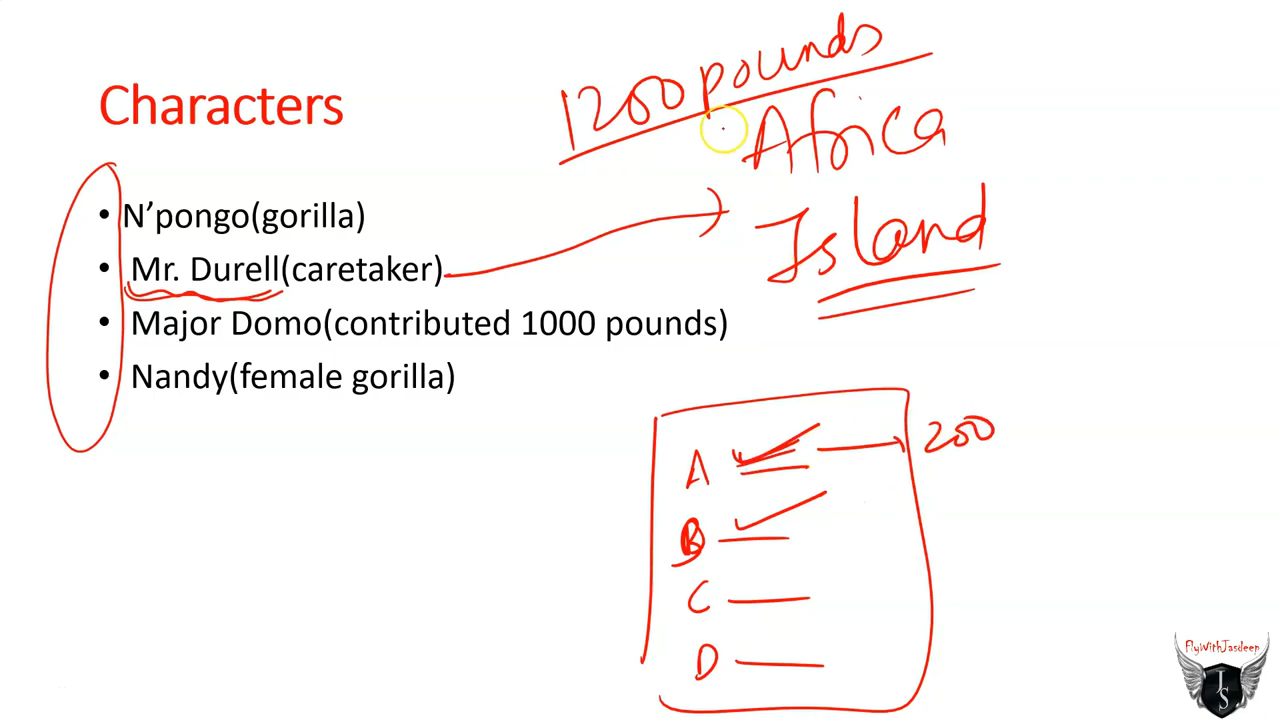 1200 pounds
Characters
Africa
• N’pongo(gorilla)
Island
• Mr. Durell(caretaker)
• Major Domo(contributed 1000 pounds)
• Nandy(female gorilla)
A
200
B
C
D
FlyWithJasdeep
JS